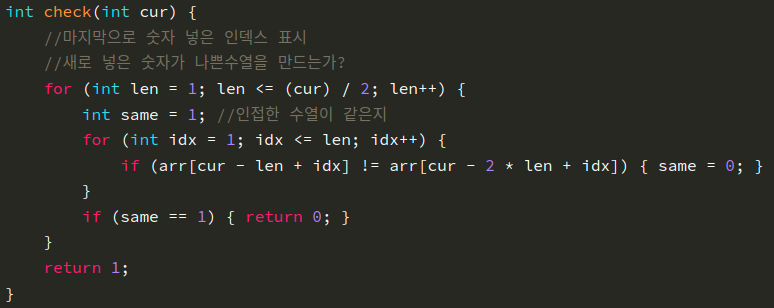 int check(int cur) {
    //마지막으로 숫자 넣은 인덱스 표시
    //새로 넣은 숫자가 나쁜수열을 만드는가?
    for (int len = 1; len <= (cur) / 2; len++) {
        int same = 1; //인접한 수열이 같은지
        for (int idx = 1; idx <= len; idx++) {
            if (arr[cur - len + idx] != arr[cur - 2 * len + idx]) { same = 0; }
        }
        if (same == 1) { return 0; }
    }
    return 1;
}